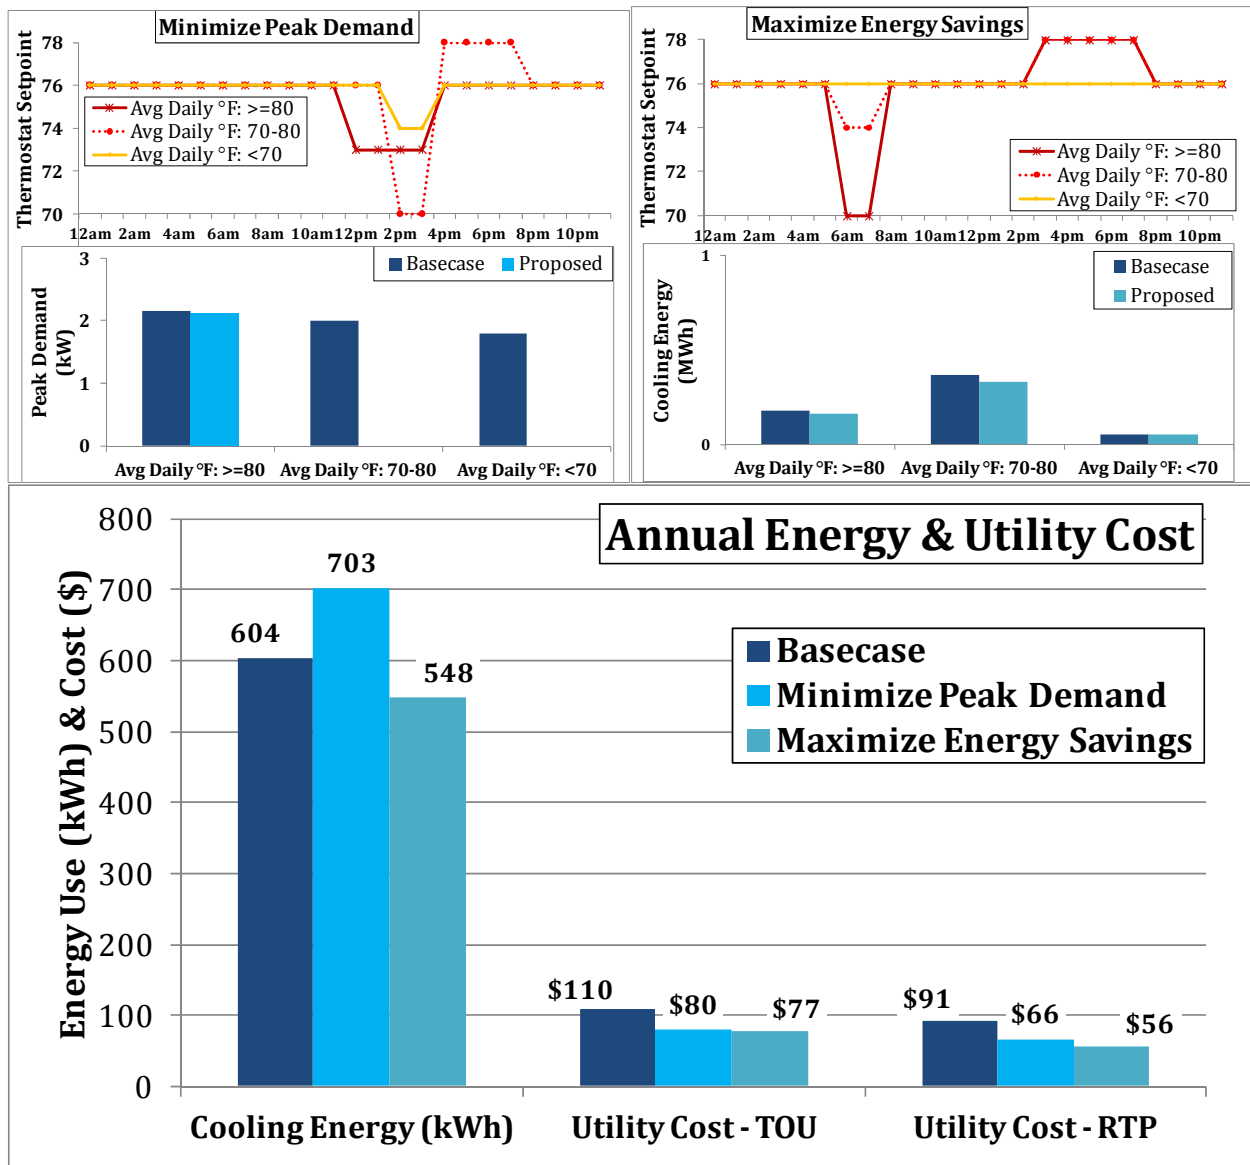 Minimize Peak Demand
Thermostat Setpoint
78
76
74
72
70
Avg Daily °F: >=80
Avg Daily °F: 70-80
Avg Daily °F: <70
12am 2am 4am 6am 8am 10am 12pm 2pm 4pm 6pm 8pm 10pm
Peak Demand
(kW)
3
2
1
0
Basecase Proposed
Avg Daily °F: >=80 Avg Daily °F: 70-80 Avg Daily °F: <70
Maximize Energy Savings
Thermostat Setpoint
78
76
74
72
70
Avg Daily °F: >=80
Avg Daily °F: 70-80
Avg Daily °F: <70
12am 2am 4am 6am 8am 10am 12pm 2pm 4pm 6pm 8pm 10pm
Cooling Energy
(MWh)
1
0
Basecase
Proposed
Avg Daily °F: >=80 Avg Daily °F: 70-80 Avg Daily °F: <70
Annual Energy & Utility Cost
Energy Use (kWh) & Cost ($)
800
700
600
500
400
300
200
100
0
604
703
548
$110
$80
$77
$91
$66
$56
Basecase
Minimize Peak Demand
Maximize Energy Savings
Cooling Energy (kWh) Utility Cost - TOU Utility Cost - RTP